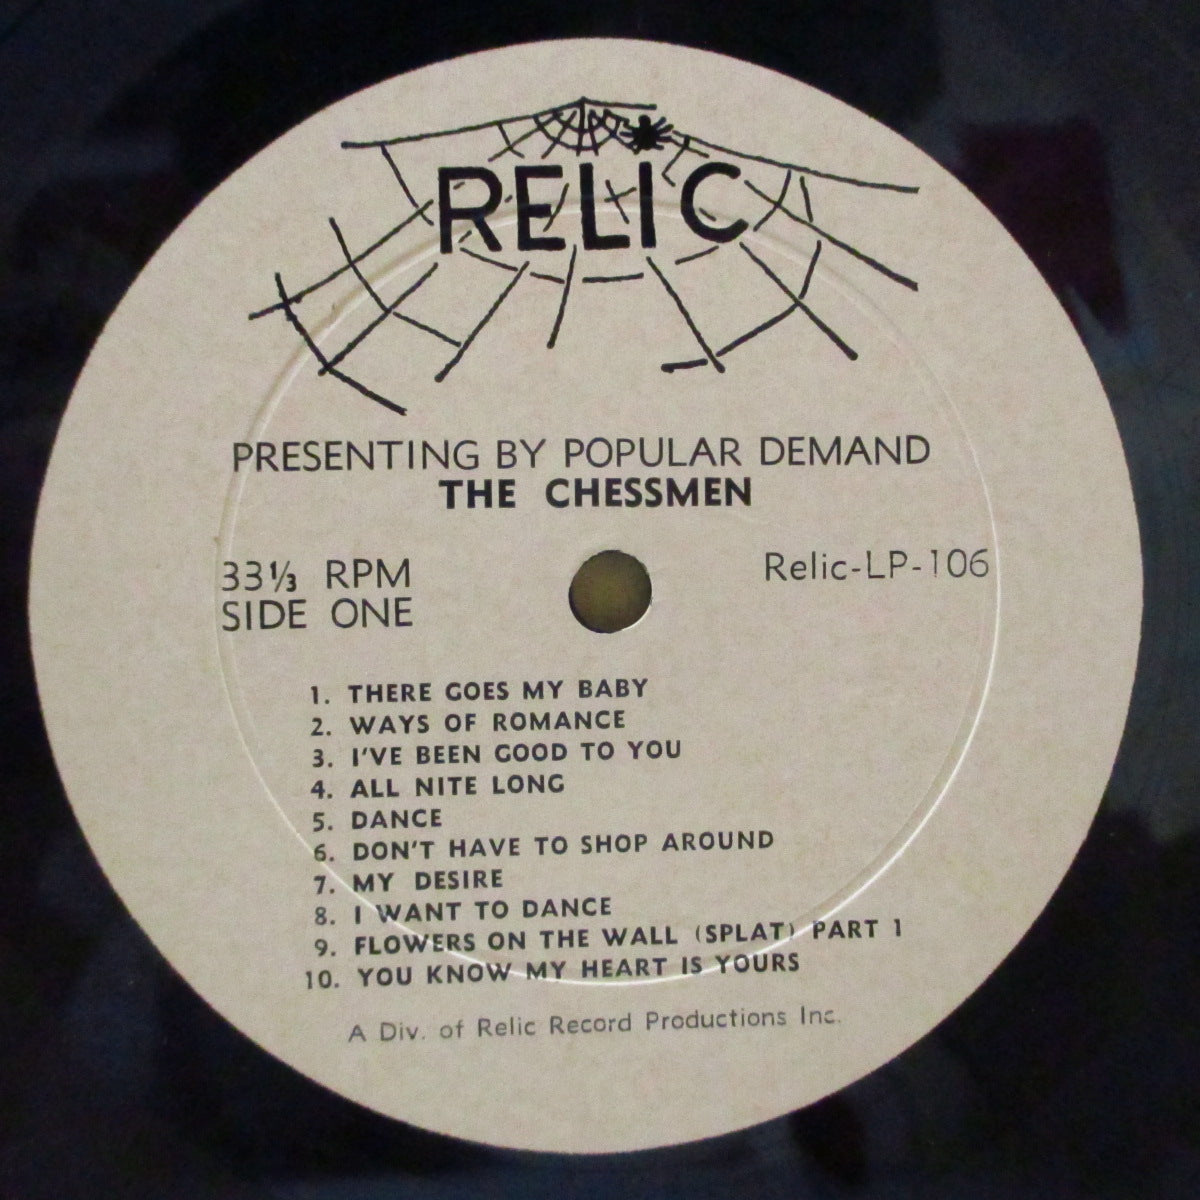 RELIC
PRESENTING BY POPULAR DEMAND
THE CHESSMEN
33⅓ RPM
SIDE ONE
Relic-LP-106
1. THERE GOES MY BABY
2. WAYS OF ROMANCE
3. I'VE BEEN GOOD TO YOU
4. ALL NITE LONG
5. DANCE
6. DON'T HAVE TO SHOP AROUND
7. MY DESIRE
8. I WANT TO DANCE
9. FLOWERS ON THE WALL (SPLAT) PART 1
10. YOU KNOW MY HEART IS YOURS
A Div. of Relic Record Productions Inc.